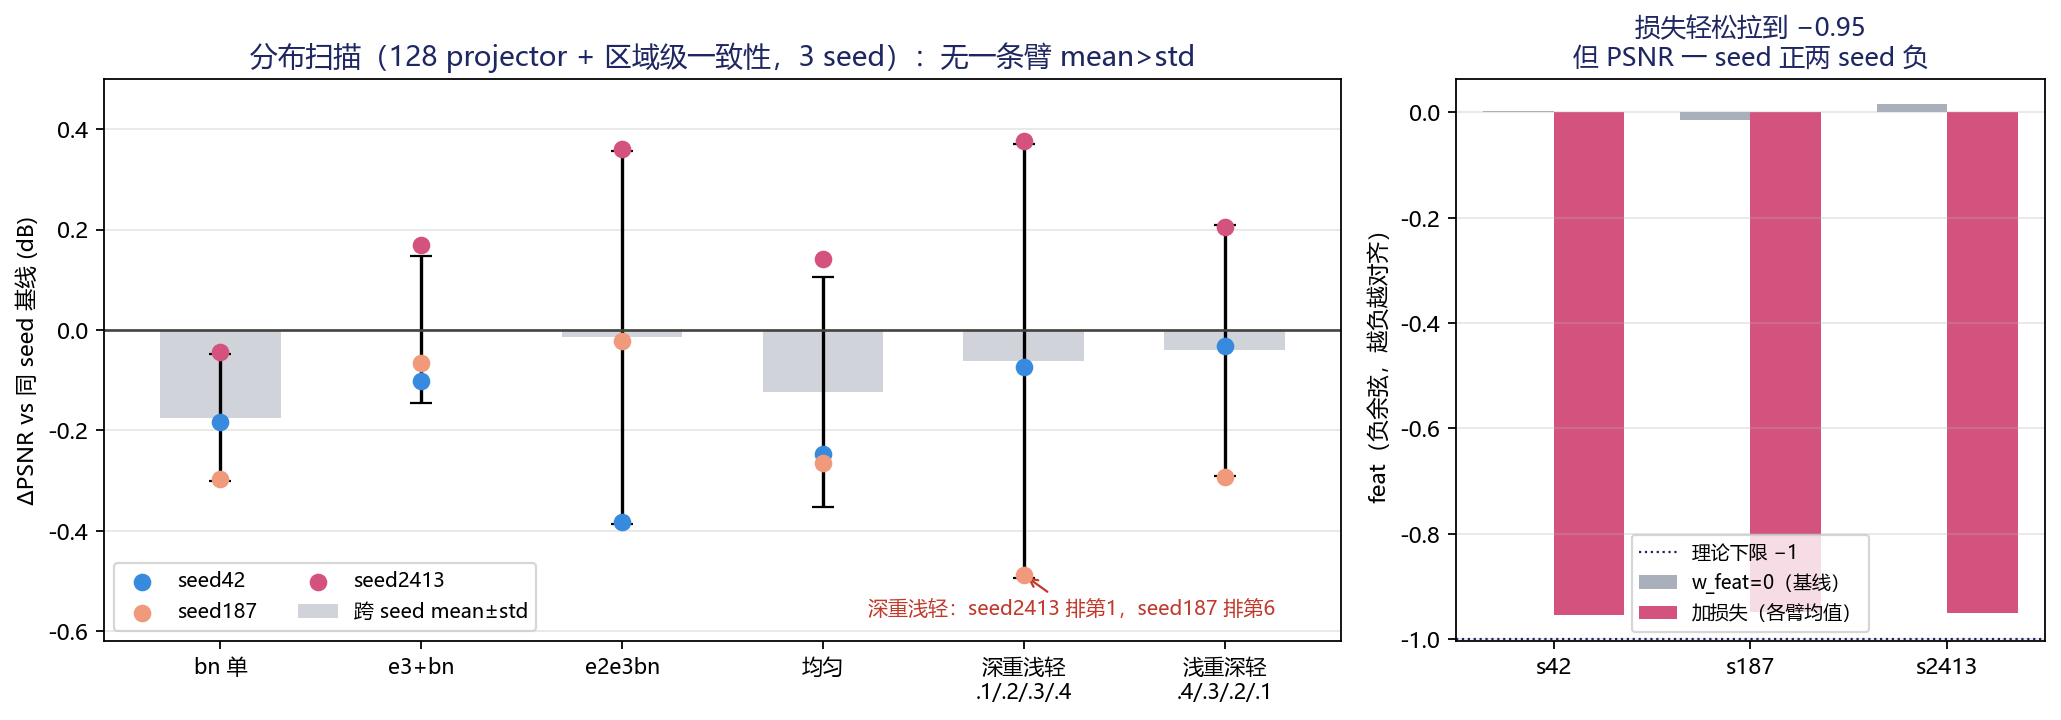 分布扫描（128 projector + 区域级一致性，3 seed）：无一条臂 mean>std
ΔPSNR vs 同 seed 基线 (dB)
0.4
0.2
0.0
-0.2
-0.4
-0.6
seed42
seed187
seed2413
跨 seed mean±std
深重浅轻：seed2413 排第1，seed187 排第6
bn 单
e3+bn
e2e3bn
均匀
深重浅轻
.1/.2/.3/.4
浅重深轻
.4/.3/.2/.1
损失轻松拉到 −0.95
但 PSNR 一 seed 正两 seed 负
feat（负余弦，越负越对齐）
0.0
-0.2
-0.4
-0.6
-0.8
-1.0
理论下限 −1
w_feat=0（基线）
加损失（各臂均值）
s42
s187
s2413